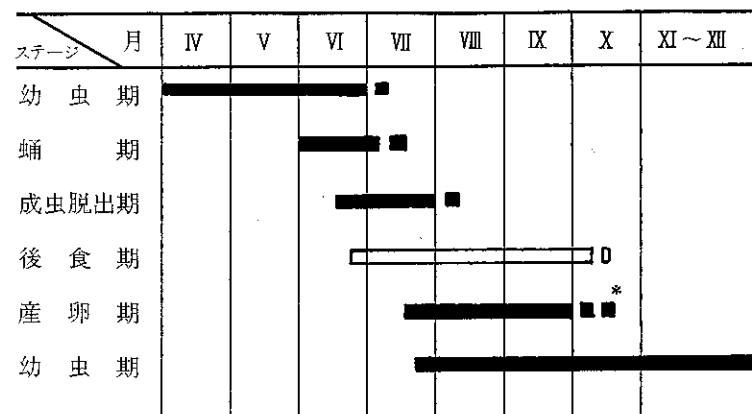 ステージ 月 Ⅳ Ⅴ Ⅵ Ⅶ Ⅷ Ⅸ Ⅹ Ⅺ～Ⅻ
幼虫期
蛹期
成虫脱出期
後食期
産卵期 *
幼虫期